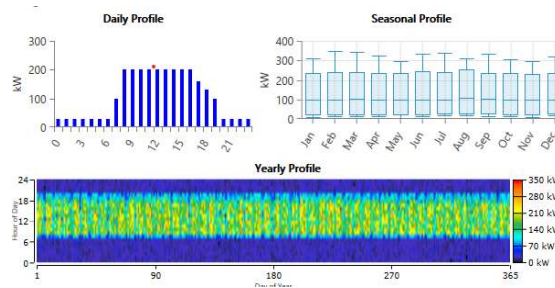 Daily Profile
300
200
100
0
kW
0
3
6
9
12
15
18
21
Seasonal Profile
400
300
200
100
0
kW
Jan
Feb
Mar
Apr
May
Jun
Jul
Aug
Sep
Oct
Nov
Dec
Yearly Profile
24
18
12
6
0
Hour of Day
1
90
180
270
365
Day of Year
350 kW
280 kW
210 kW
140 kW
70 kW
0 kW